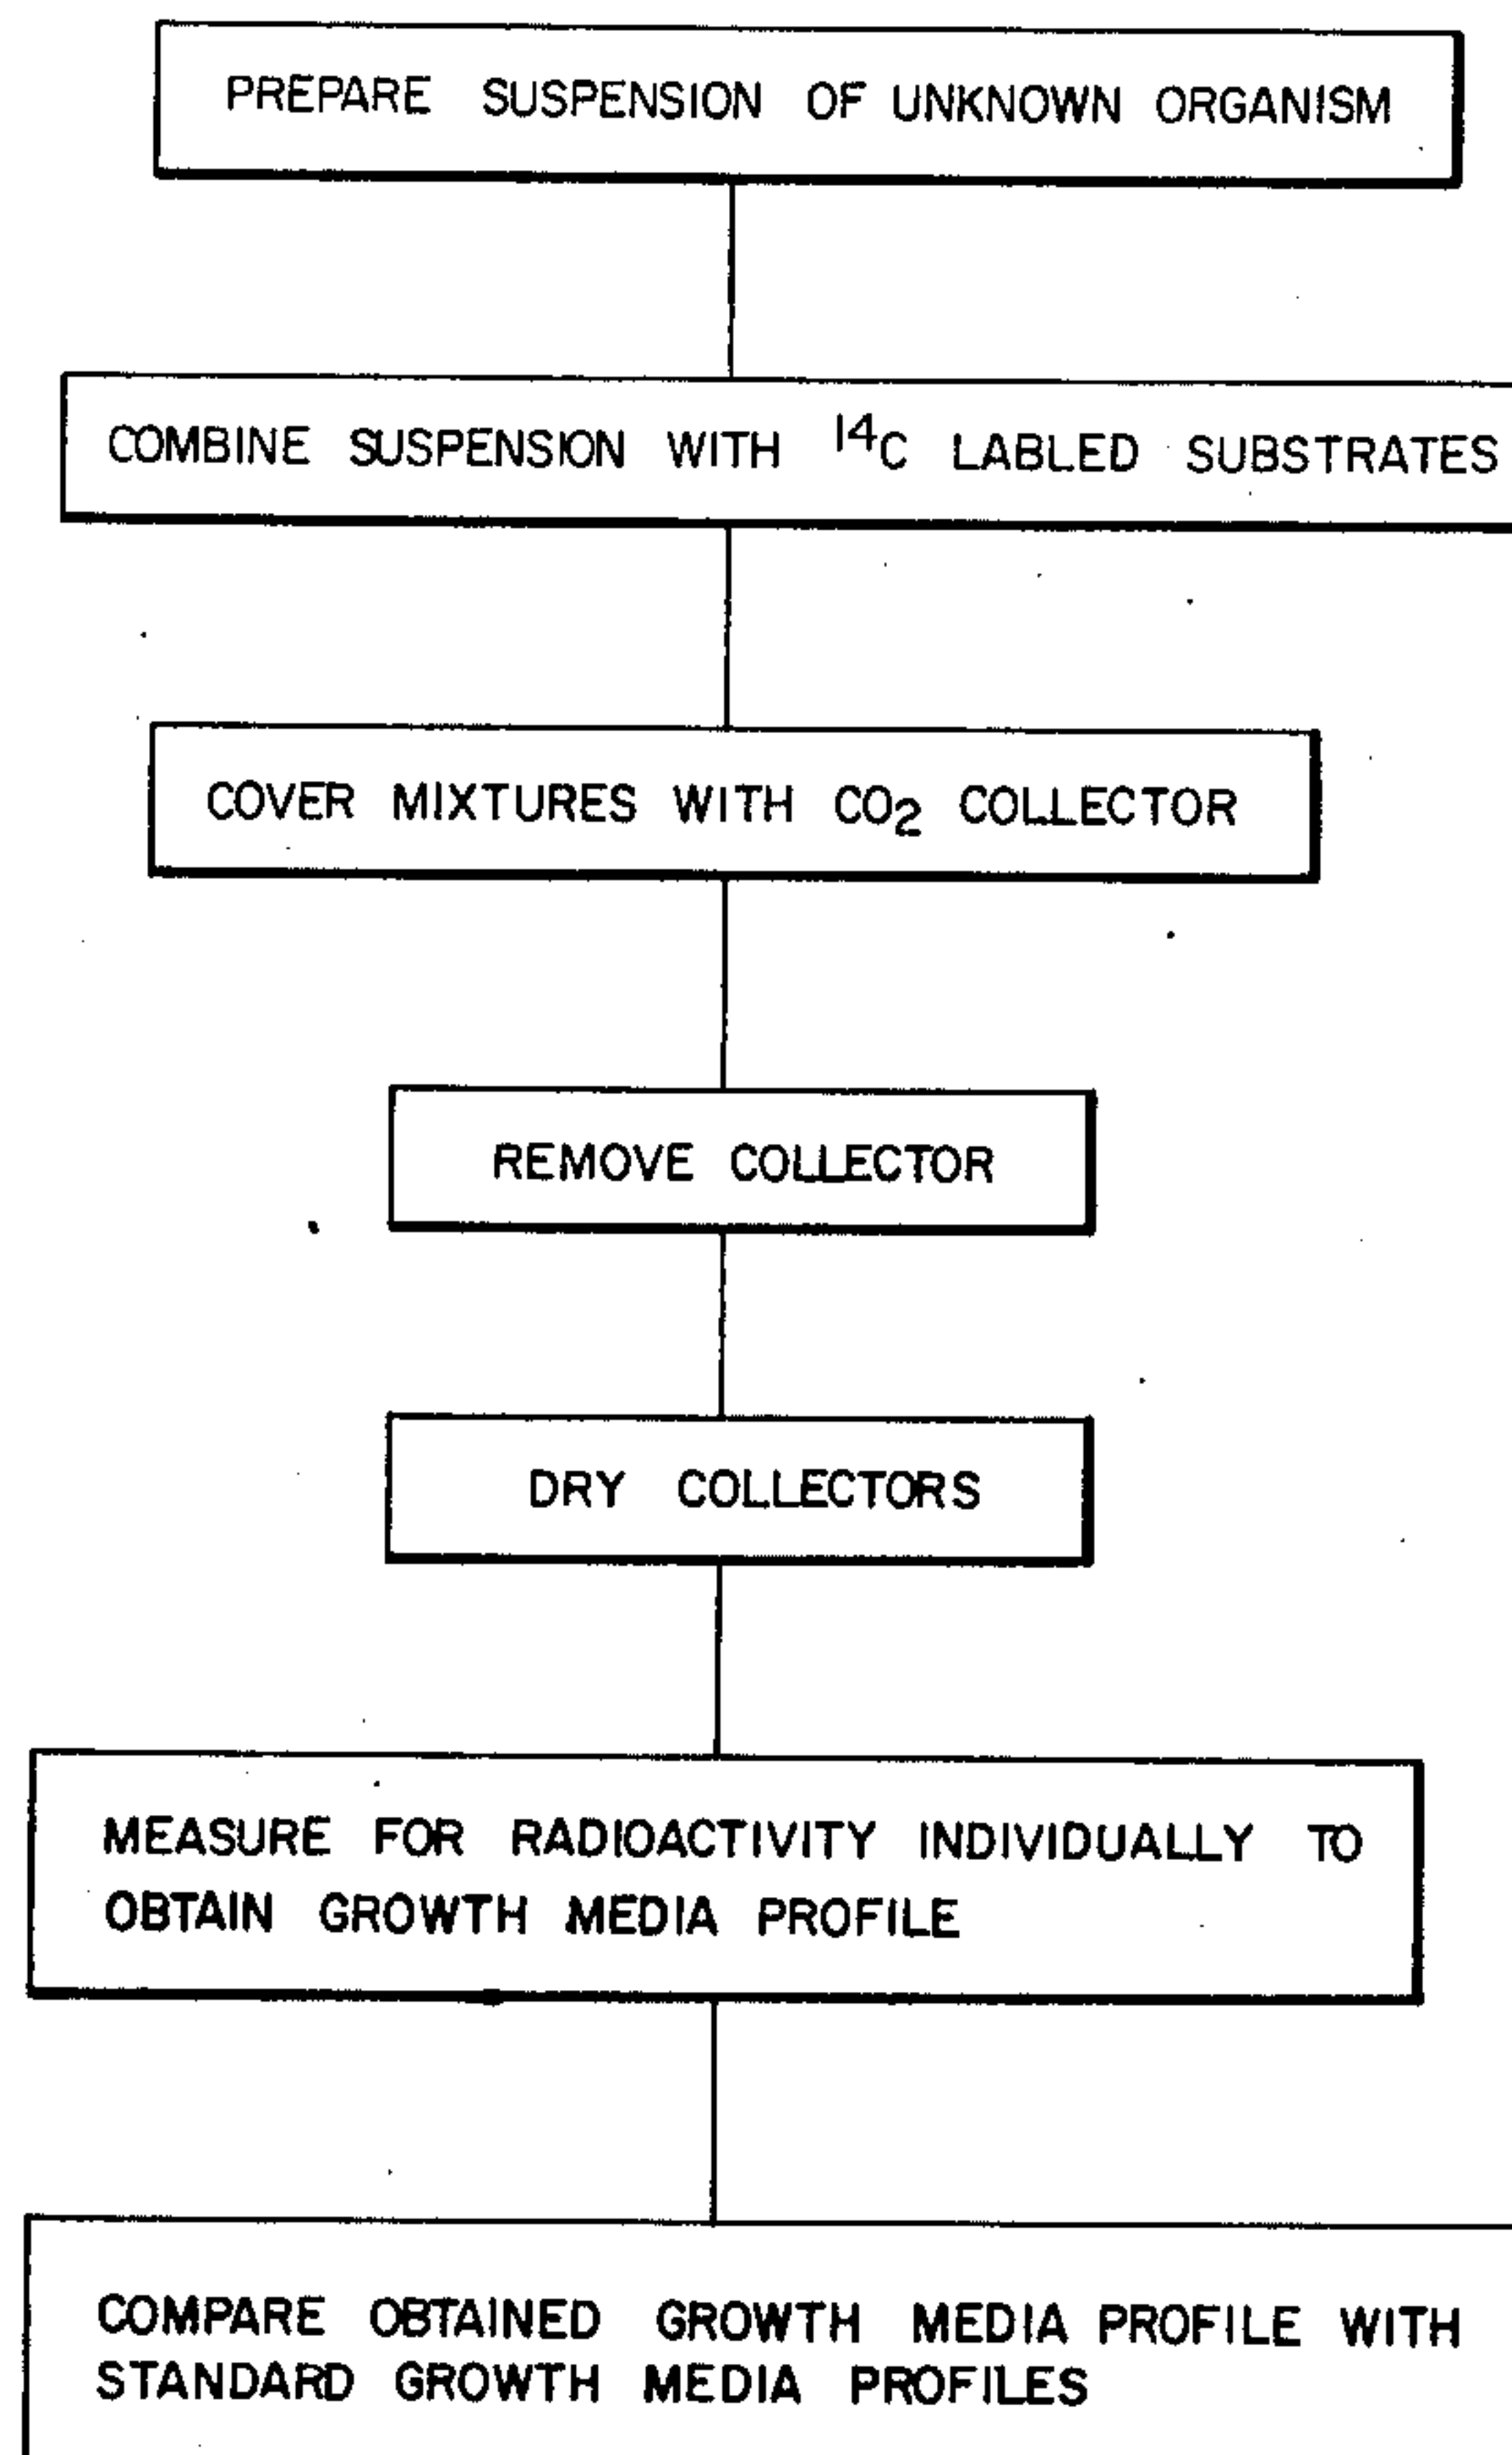 PREPARE SUSPENSION OF UNKNOWN ORGANISM
COMBINE SUSPENSION WITH ¹⁴C LABLED SUBSTRATES
COVER MIXTURES WITH CO₂ COLLECTOR
REMOVE COLLECTOR
DRY COLLECTORS
MEASURE FOR RADIOACTIVITY INDIVIDUALLY TO
OBTAIN GROWTH MEDIA PROFILE
COMPARE OBTAINED GROWTH MEDIA PROFILE WITH
STANDARD GROWTH MEDIA PROFILES